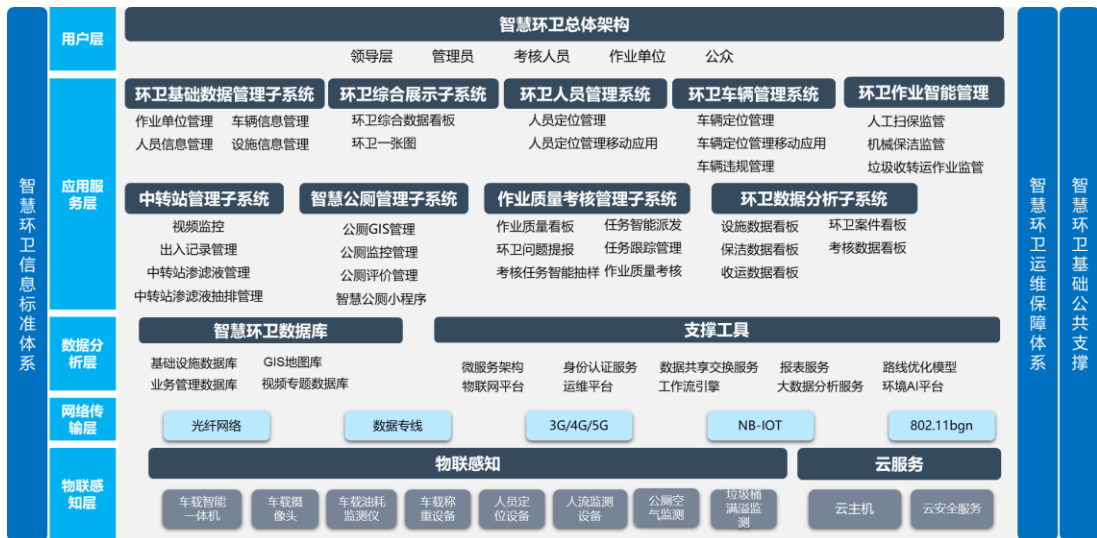 智慧环卫信息标准体系
用户层
智慧环卫总体架构
领导层 管理员 考核人员 作业单位 公众
应用服
务层
环卫基础数据管理子系统 环卫综合展示子系统 环卫人员管理系统 环卫车辆管理系统 环卫作业智能管理
作业单位管理 车辆信息管理 环卫综合数据看板 人员定位管理 车辆定位管理 人工扫保监管
人员信息管理 设施信息管理 环卫一张图 人员定位管理移动应用 车辆定位管理移动应用 机械保洁监管
车辆违规管理 垃圾收转运作业监管
中转站管理子系统 智慧公厕管理子系统 作业质量考核管理子系统 环卫数据分析子系统
视频监控 公厕GIS管理 作业质量看板 任务智能派发 设施数据看板 环卫案件看板
出入记录管理 公厕监控管理 环卫问题提报 任务跟踪管理 保洁数据看板 考核数据看板
中转站渗滤液管理 公厕评价管理 考核任务智能抽样 作业质量考核 收运数据看板
中转站渗滤液抽排管理 智慧公厕小程序
数据分
析层
智慧环卫数据库 支撑工具
基础设施数据库 GIS地图库 微服务架构 身份认证服务 数据共享交换服务 报表服务 路线优化模型
业务管理数据库 视频专题数据库 物联网平台 运维平台 工作流引擎 大数据分析服务 环境AI平台
网络传
输层
光纤网络 数据专线 3G/4G/5G NB-IOT 802.11bgn
物联感
知层
物联感知 云服务
车载智能
一体机
车载摄
像头
车载油耗
监测仪
车载称
重设备
人员定
位设备
人流监测
设备
公厕空
气监测
垃圾桶
满溢监
测
云主机
云安全服务
智慧环卫运维保障体系
智慧环卫基础公共支撑